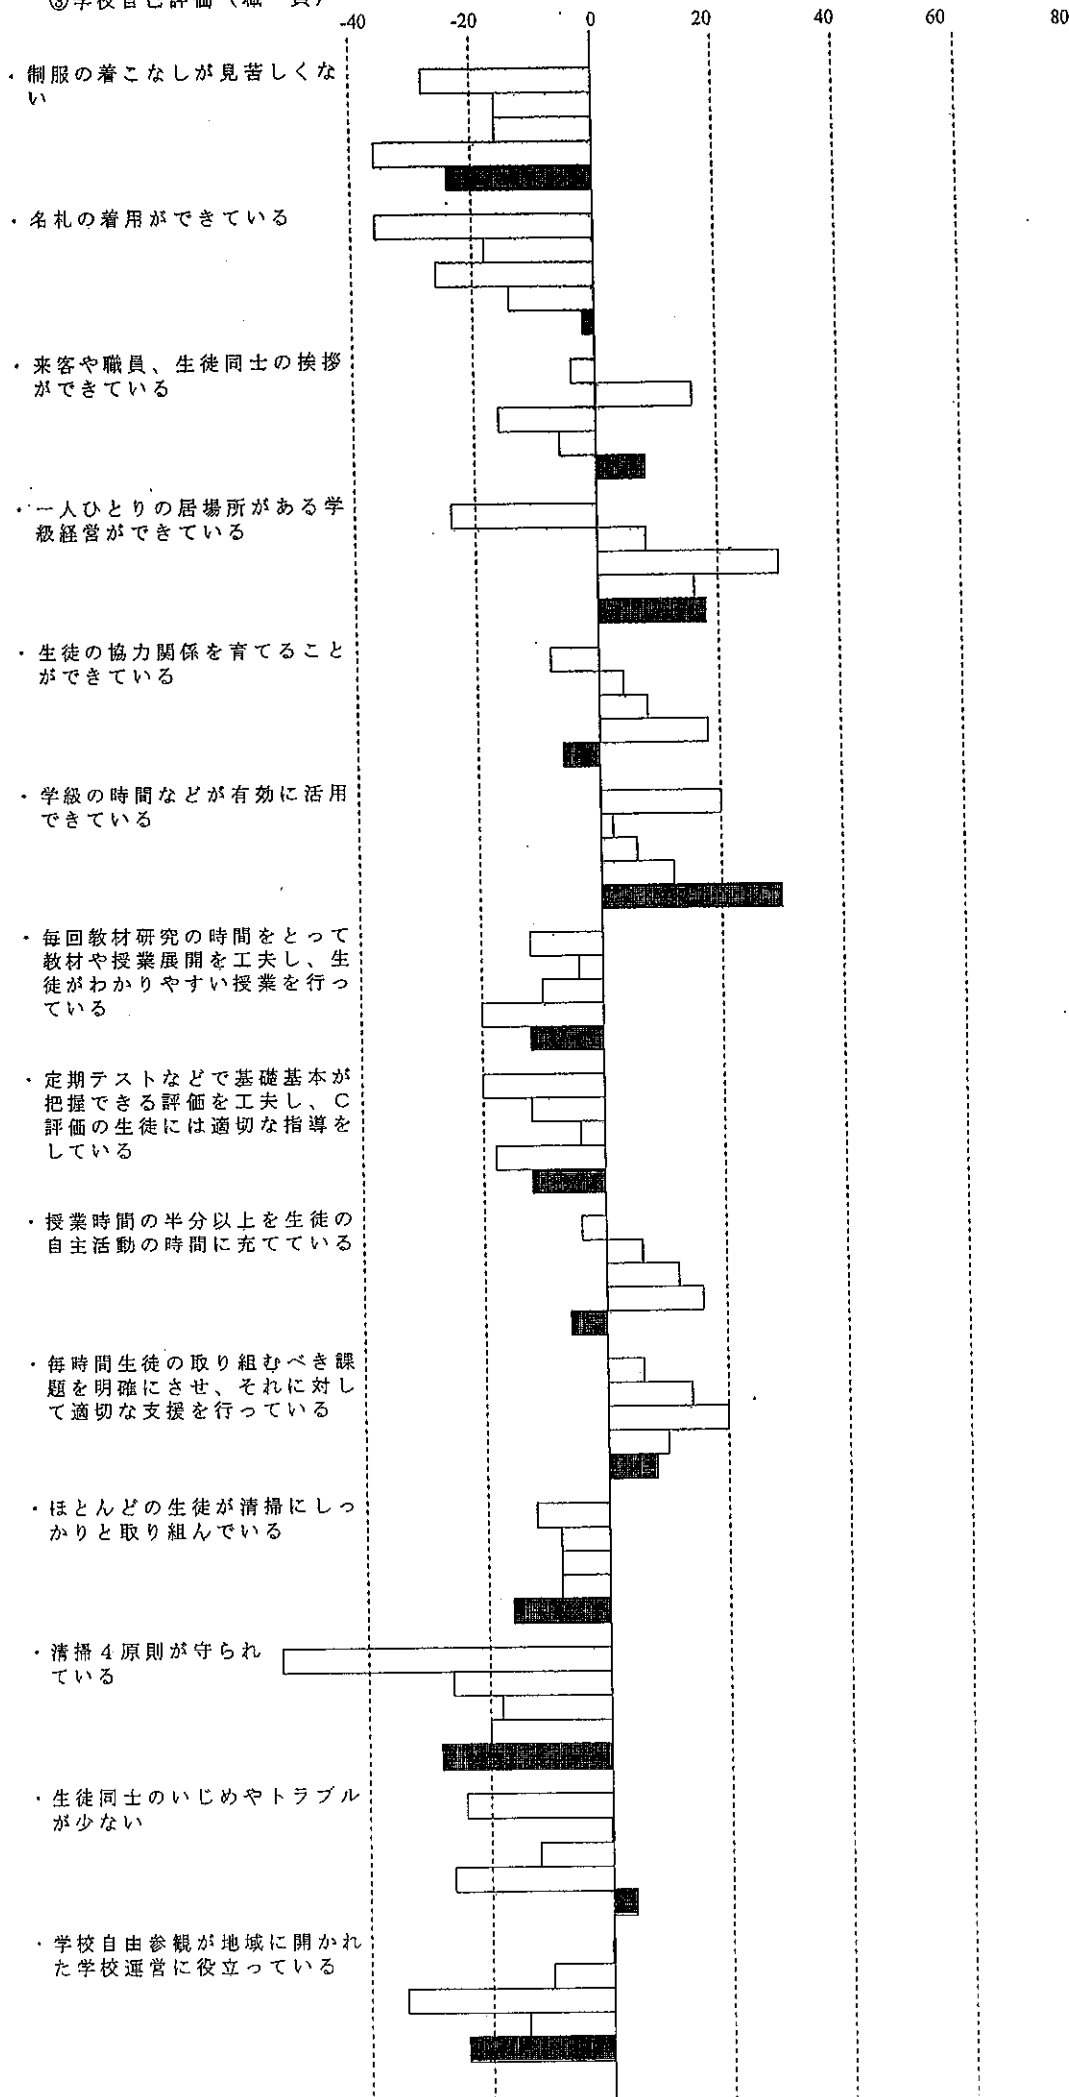 -40 -20 0 20 40 60 80
・制服の着こなしが見苦しくな
い
・名札の着用ができている
・来客や職員、生徒同士の挨拶
ができている
・一人ひとりの居場所がある学
級経営ができている
・生徒の協力関係を育てること
ができている
・学級の時間などが有効に活用
できている
・毎回教材研究の時間をとって
教材や授業展開を工夫し、生
徒がわかりやすい授業を行っ
ている
・定期テストなどで基礎基本が
把握できる評価を工夫し、C
評価の生徒には適切な指導を
している
・授業時間の半分以上を生徒の
自主活動の時間に充てている
・毎時間生徒の取り組むべき課
題を明確にさせ、それに対し
て適切な支援を行っている
・ほとんどの生徒が清掃にしっ
かりと取り組んでいる
・清掃4原則が守られ
ている
・生徒同士のいじめやトラブル
が少ない
・学校自由参観が地域に開かれ
た学校運営に役立っている